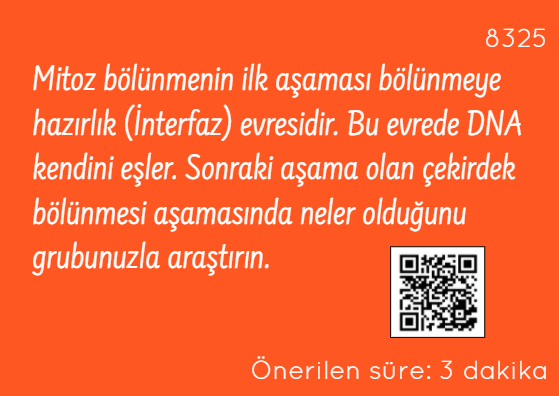 8325
Mitoz bölünmenin ilk aşaması bölünmeye
hazırlık (İnterfaz) evresidir. Bu evrede DNA
kendini eşler. Sonraki aşama olan çekirdek
bölünmesi aşamasında neler olduğunu
grubunuzla araştırın.
Önerilen süre: 3 dakika